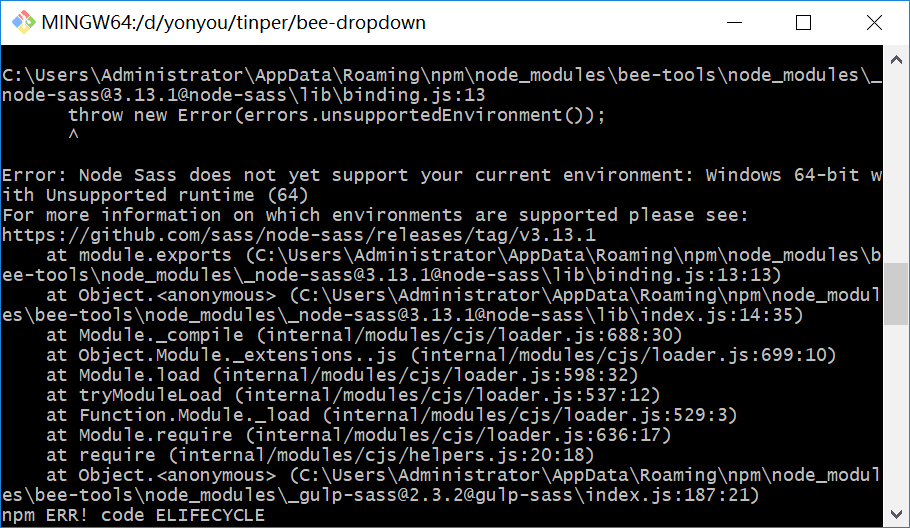 MINGW64:/d/yonyou/tinper/bee-dropdown
C:\Users\Administrator\AppData\Roaming\npm\node_modules\bee-tools\node_modules\_
node-sass@3.13.1@node-sass\lib\binding.js:13
      throw new Error(errors.unsupportedEnvironment());
      ^
Error: Node Sass does not yet support your current environment: Windows 64-bit w
ith Unsupported runtime (64)
For more information on which environments are supported please see:
https://github.com/sass/node-sass/releases/tag/v3.13.1
    at module.exports (C:\Users\Administrator\AppData\Roaming\npm\node_modules\b
ee-tools\node_modules\_node-sass@3.13.1@node-sass\lib\binding.js:13:13)
    at Object.<anonymous> (C:\Users\Administrator\AppData\Roaming\npm\node_modul
es\bee-tools\node_modules\_node-sass@3.13.1@node-sass\lib\index.js:14:35)
    at Module._compile (internal/modules/cjs/loader.js:688:30)
    at Object.Module._extensions..js (internal/modules/cjs/loader.js:699:10)
    at Module.load (internal/modules/cjs/loader.js:598:32)
    at tryModuleLoad (internal/modules/cjs/loader.js:537:12)
    at Function.Module._load (internal/modules/cjs/loader.js:529:3)
    at Module.require (internal/modules/cjs/loader.js:636:17)
    at require (internal/modules/cjs/helpers.js:20:18)
    at Object.<anonymous> (C:\Users\Administrator\AppData\Roaming\npm\node_modul
es\bee-tools\node_modules\_gulp-sass@2.3.2@gulp-sass\index.js:187:21)
npm ERR! code ELIFECYCLE